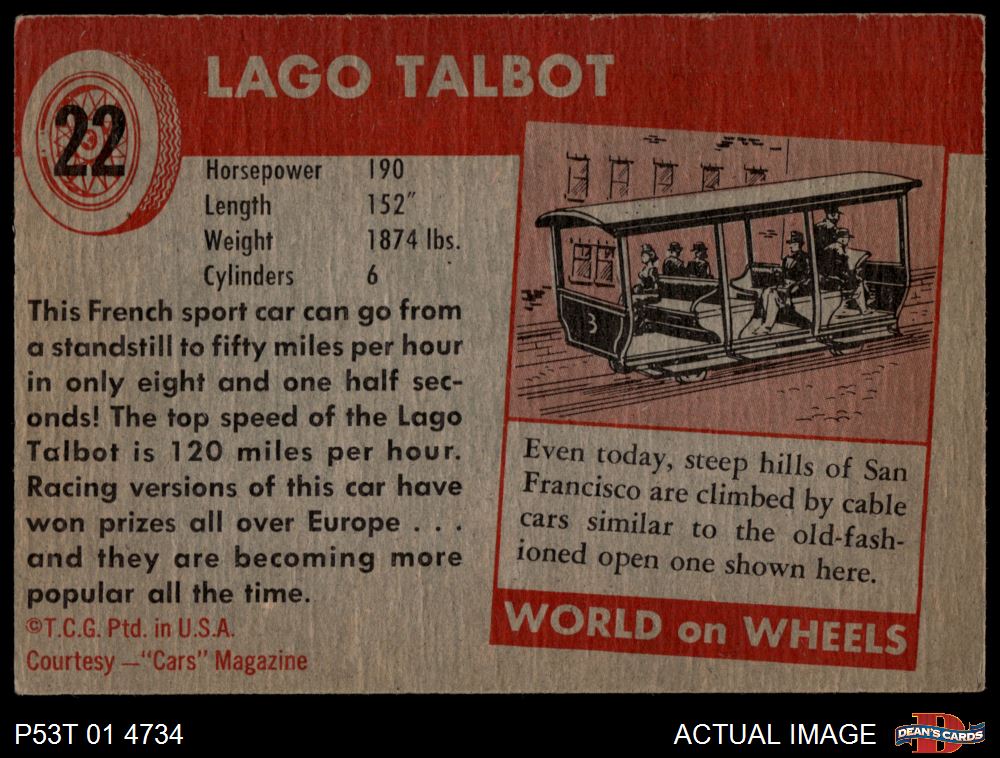 22
LAGO TALBOT
Horsepower 190
Length 152"
Weight 1874 lbs.
Cylinders 6
This French sport car can go from
a standstill to fifty miles per hour
in only eight and one half sec-
onds! The top speed of the Lago
Talbot is 120 miles per hour.
Racing versions of this car have
won prizes all over Europe . . .
and they are becoming more
popular all the time.
©T.C.G. Ptd. in U.S.A.
Courtesy —"Cars" Magazine
3
Even today, steep hills of San
Francisco are climbed by cable
cars similar to the old-fash-
ioned open one shown here.
WORLD on WHEELS
P53T 01 4734
ACTUAL IMAGE
D
DEAN'S CARDS